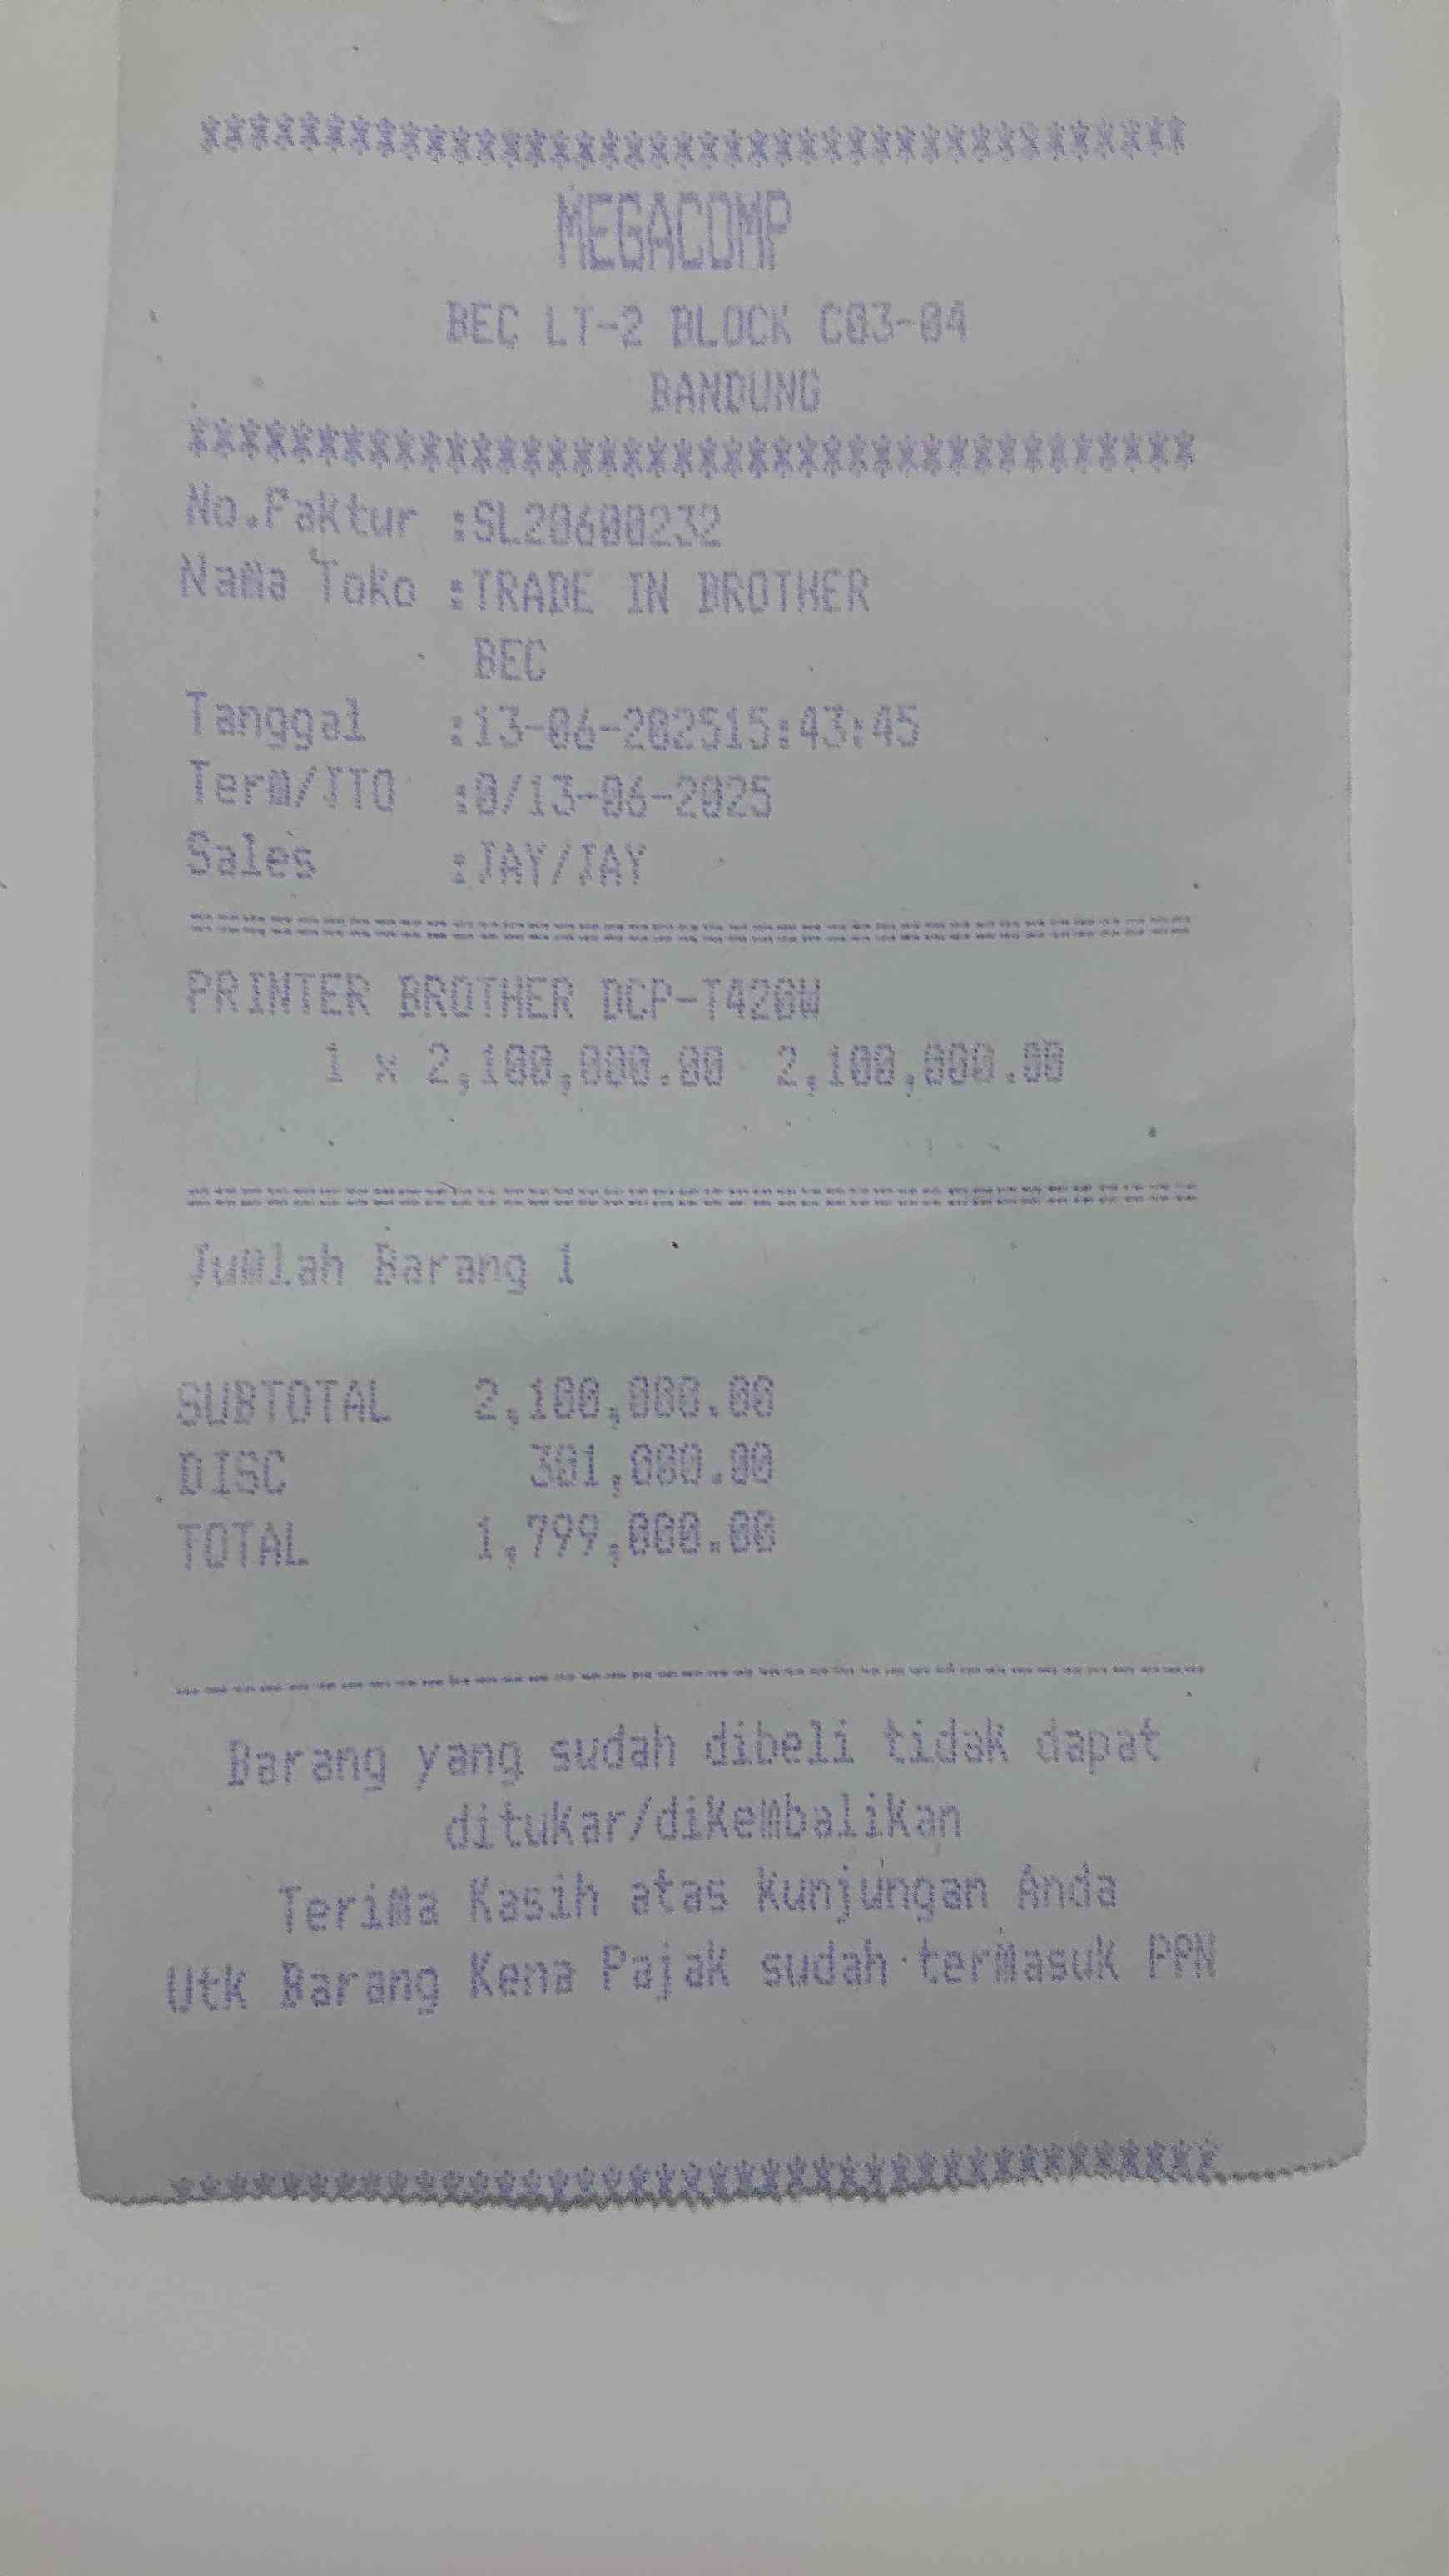 ****************************************
MEGACOMP
BEC LT-2 BLOCK C03-04
BANDUNG
****************************************
No.Faktur :SL20600232
Nama Toko :TRADE IN BROTHER
BEC
Tanggal :13-06-202515:43:45
Term/JTO :0/13-06-2025
Sales :JAY/JAY
========================================
PRINTER BROTHER DCP-T420W
1 x 2,100,000.00 2,100,000.00
========================================
Jumlah Barang 1
SUBTOTAL 2,100,000.00
DISC 301,000.00
TOTAL 1,799,000.00
----------------------------------------
Barang yang sudah dibeli tidak dapat
ditukar/dikembalikan
Terima Kasih atas kunjungan Anda
Utk Barang Kena Pajak sudah termasuk PPN
****************************************